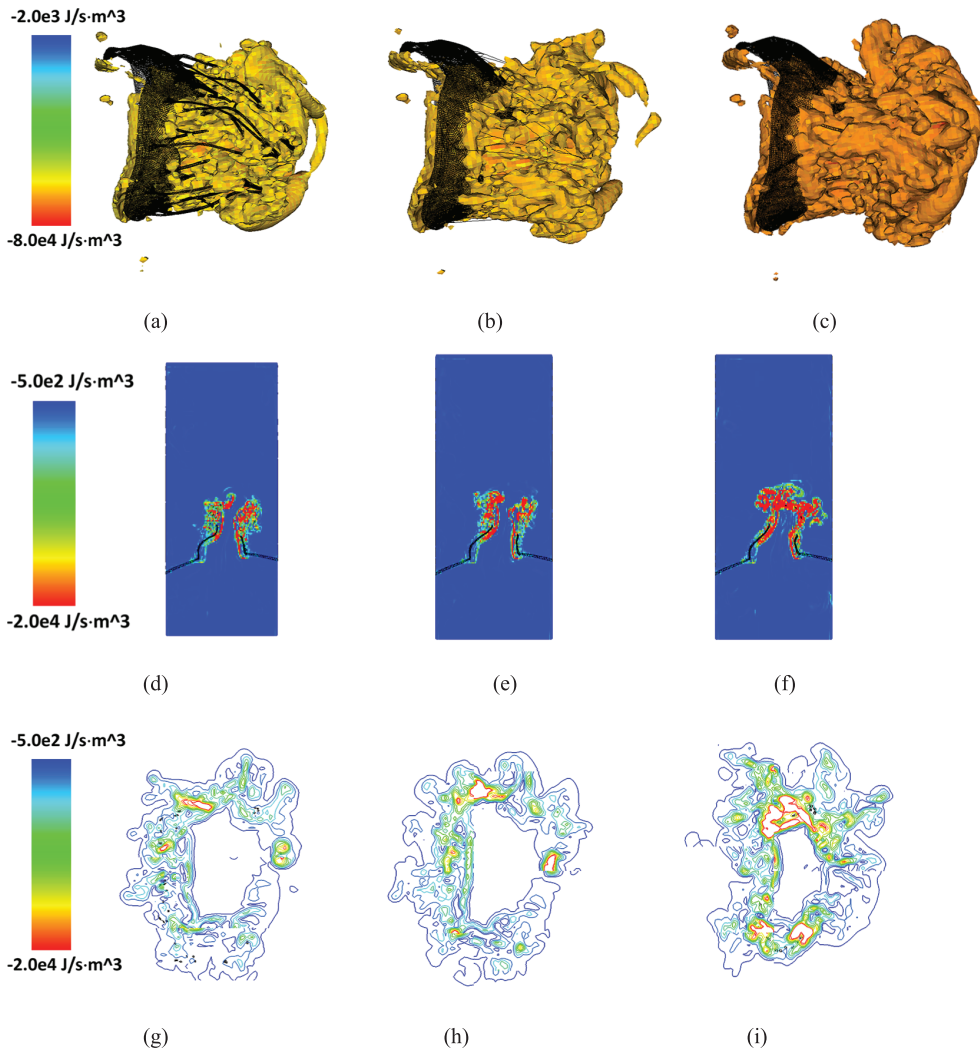 -2.0e3 J/s·m^3
-8.0e4 J/s·m^3
(a)
(b)
(c)
-5.0e2 J/s·m^3
-2.0e4 J/s·m^3
(d)
(e)
(f)
-5.0e2 J/s·m^3
-2.0e4 J/s·m^3
(g)
(h)
(i)